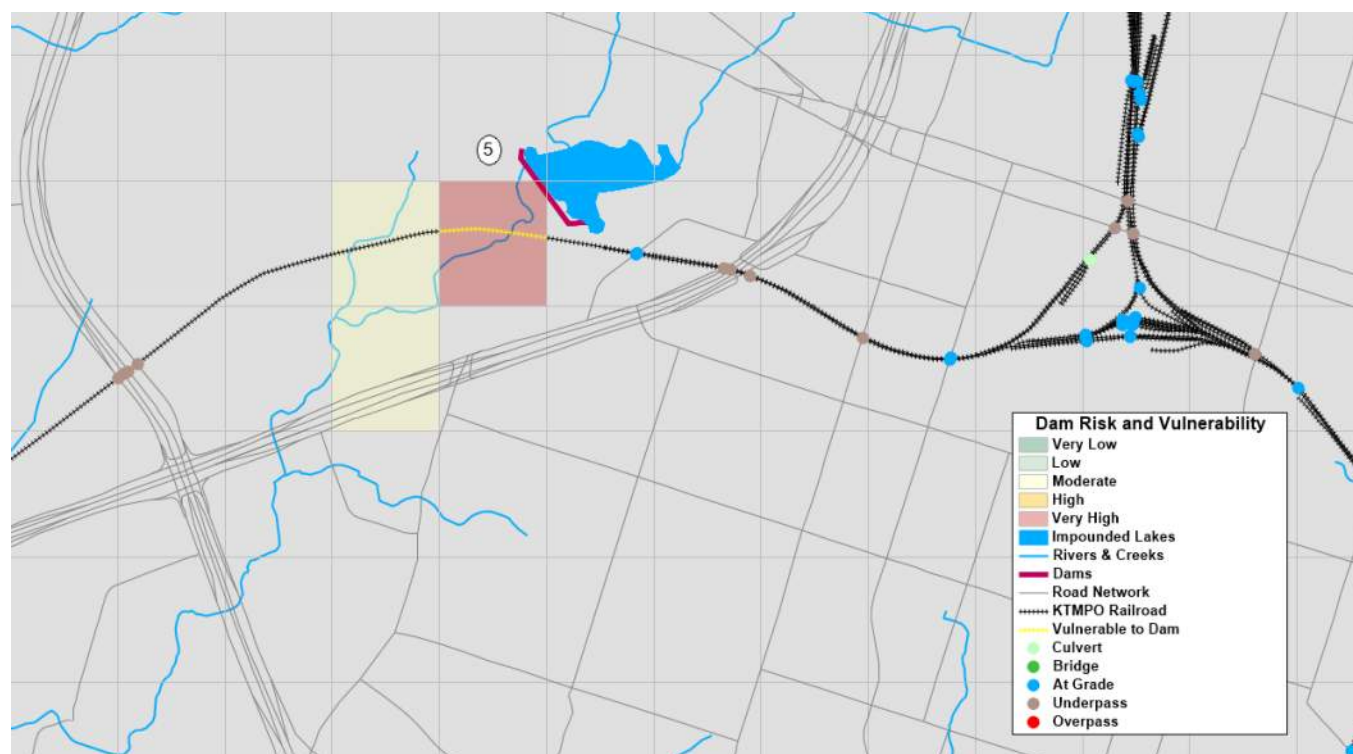 5
Dam Risk and Vulnerability
Very Low
Low
Moderate
High
Very High
Impounded Lakes
Rivers & Creeks
Dams
Road Network
KTMPO Railroad
Vulnerable to Dam
Culvert
Bridge
At Grade
Underpass
Overpass